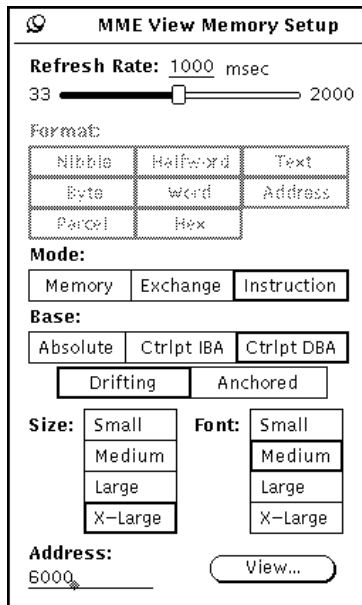 MME View Memory Setup
Refresh Rate: 1000 msec
33 2000
Format:
Nibble Halfword Text
Byte Word Address
Parcel Hex
Mode:
Memory Exchange Instruction
Base:
Absolute Ctrlpt IBA Ctrlpt DBA
Drifting Anchored
Size: Small Font: Small
Medium Medium
Large Large
X-Large X-Large
Address:
6000 View...